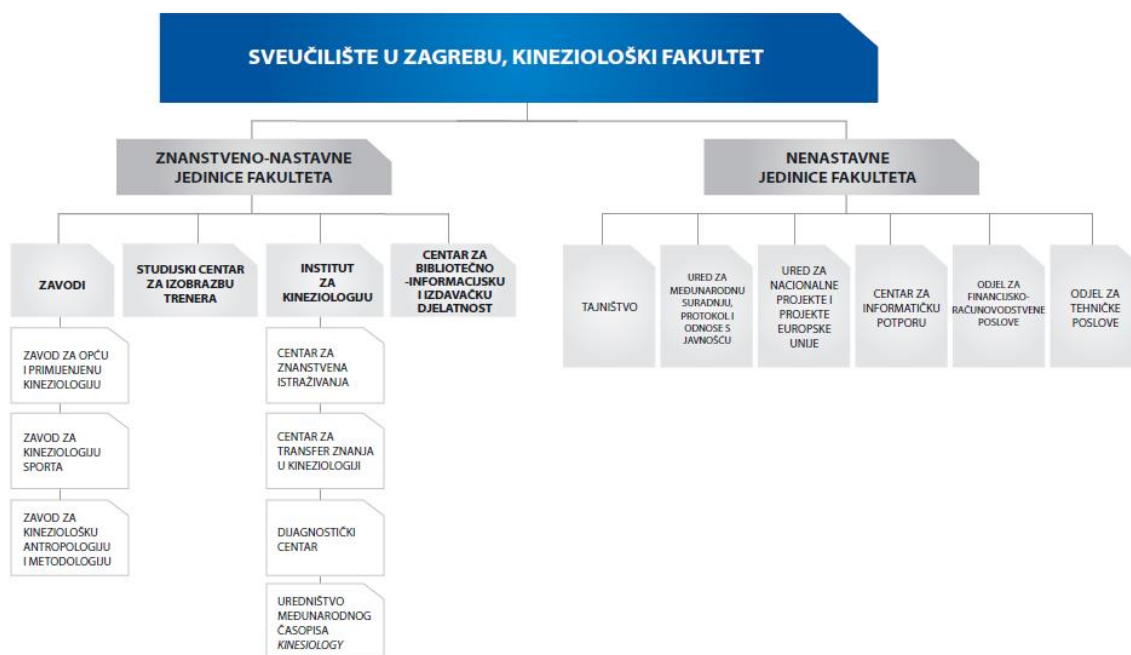 SVEUČILIŠTE U ZAGREBU, KINEZIOLOŠKI FAKULTET
ZNANSTVENO-NASTAVNE
JEDINICE FAKULTETA
NENASTAVNE
JEDINICE FAKULTETA
ZAVODI
STUDIJSKI CENTAR
ZA IZOBRAZBU
TRENERA
INSTITUT
ZA
KINEZIOLOGIJU
CENTAR ZA
BIBLIOTEČNO
-INFORMACIJSKU
I IZDAVAČKU
DJELATNOST
TAJNIŠTVO
URED ZA
MEĐUNARODNU
SURADNJU,
PROTOKOL I
ODNOSE S
JAVNOŠĆU
URED ZA
NACIONALNE
PROJEKTE I
PROJEKTE
EUROPSKE
UNIJE
CENTAR ZA
INFORMATIČKU
POTPORU
ODJEL ZA
FINANCIJSKO-
RAČUNOVODSTVENE
POSLOVE
ODJEL ZA
TEHNIČKE
POSLOVE
ZAVOD ZA OPĆU
I PRIMIJENJENU
KINEZIOLOGIJU
ZAVOD ZA
KINEZIOLOGIJU
SPORTA
ZAVOD ZA
KINEZIOLOŠKU
ANTROPOLOGIJU
I METODOLOGIJU
CENTAR ZA
ZNANSTVENA
ISTRAŽIVANJA
CENTAR ZA
TRANSFER ZNANJA
U KINEZIOLOGIJI
DIJAGNOSTIČKI
CENTAR
UREDNIŠTVO
MEĐUNARODNOG
ČASOPISA
KINESIOLOGY